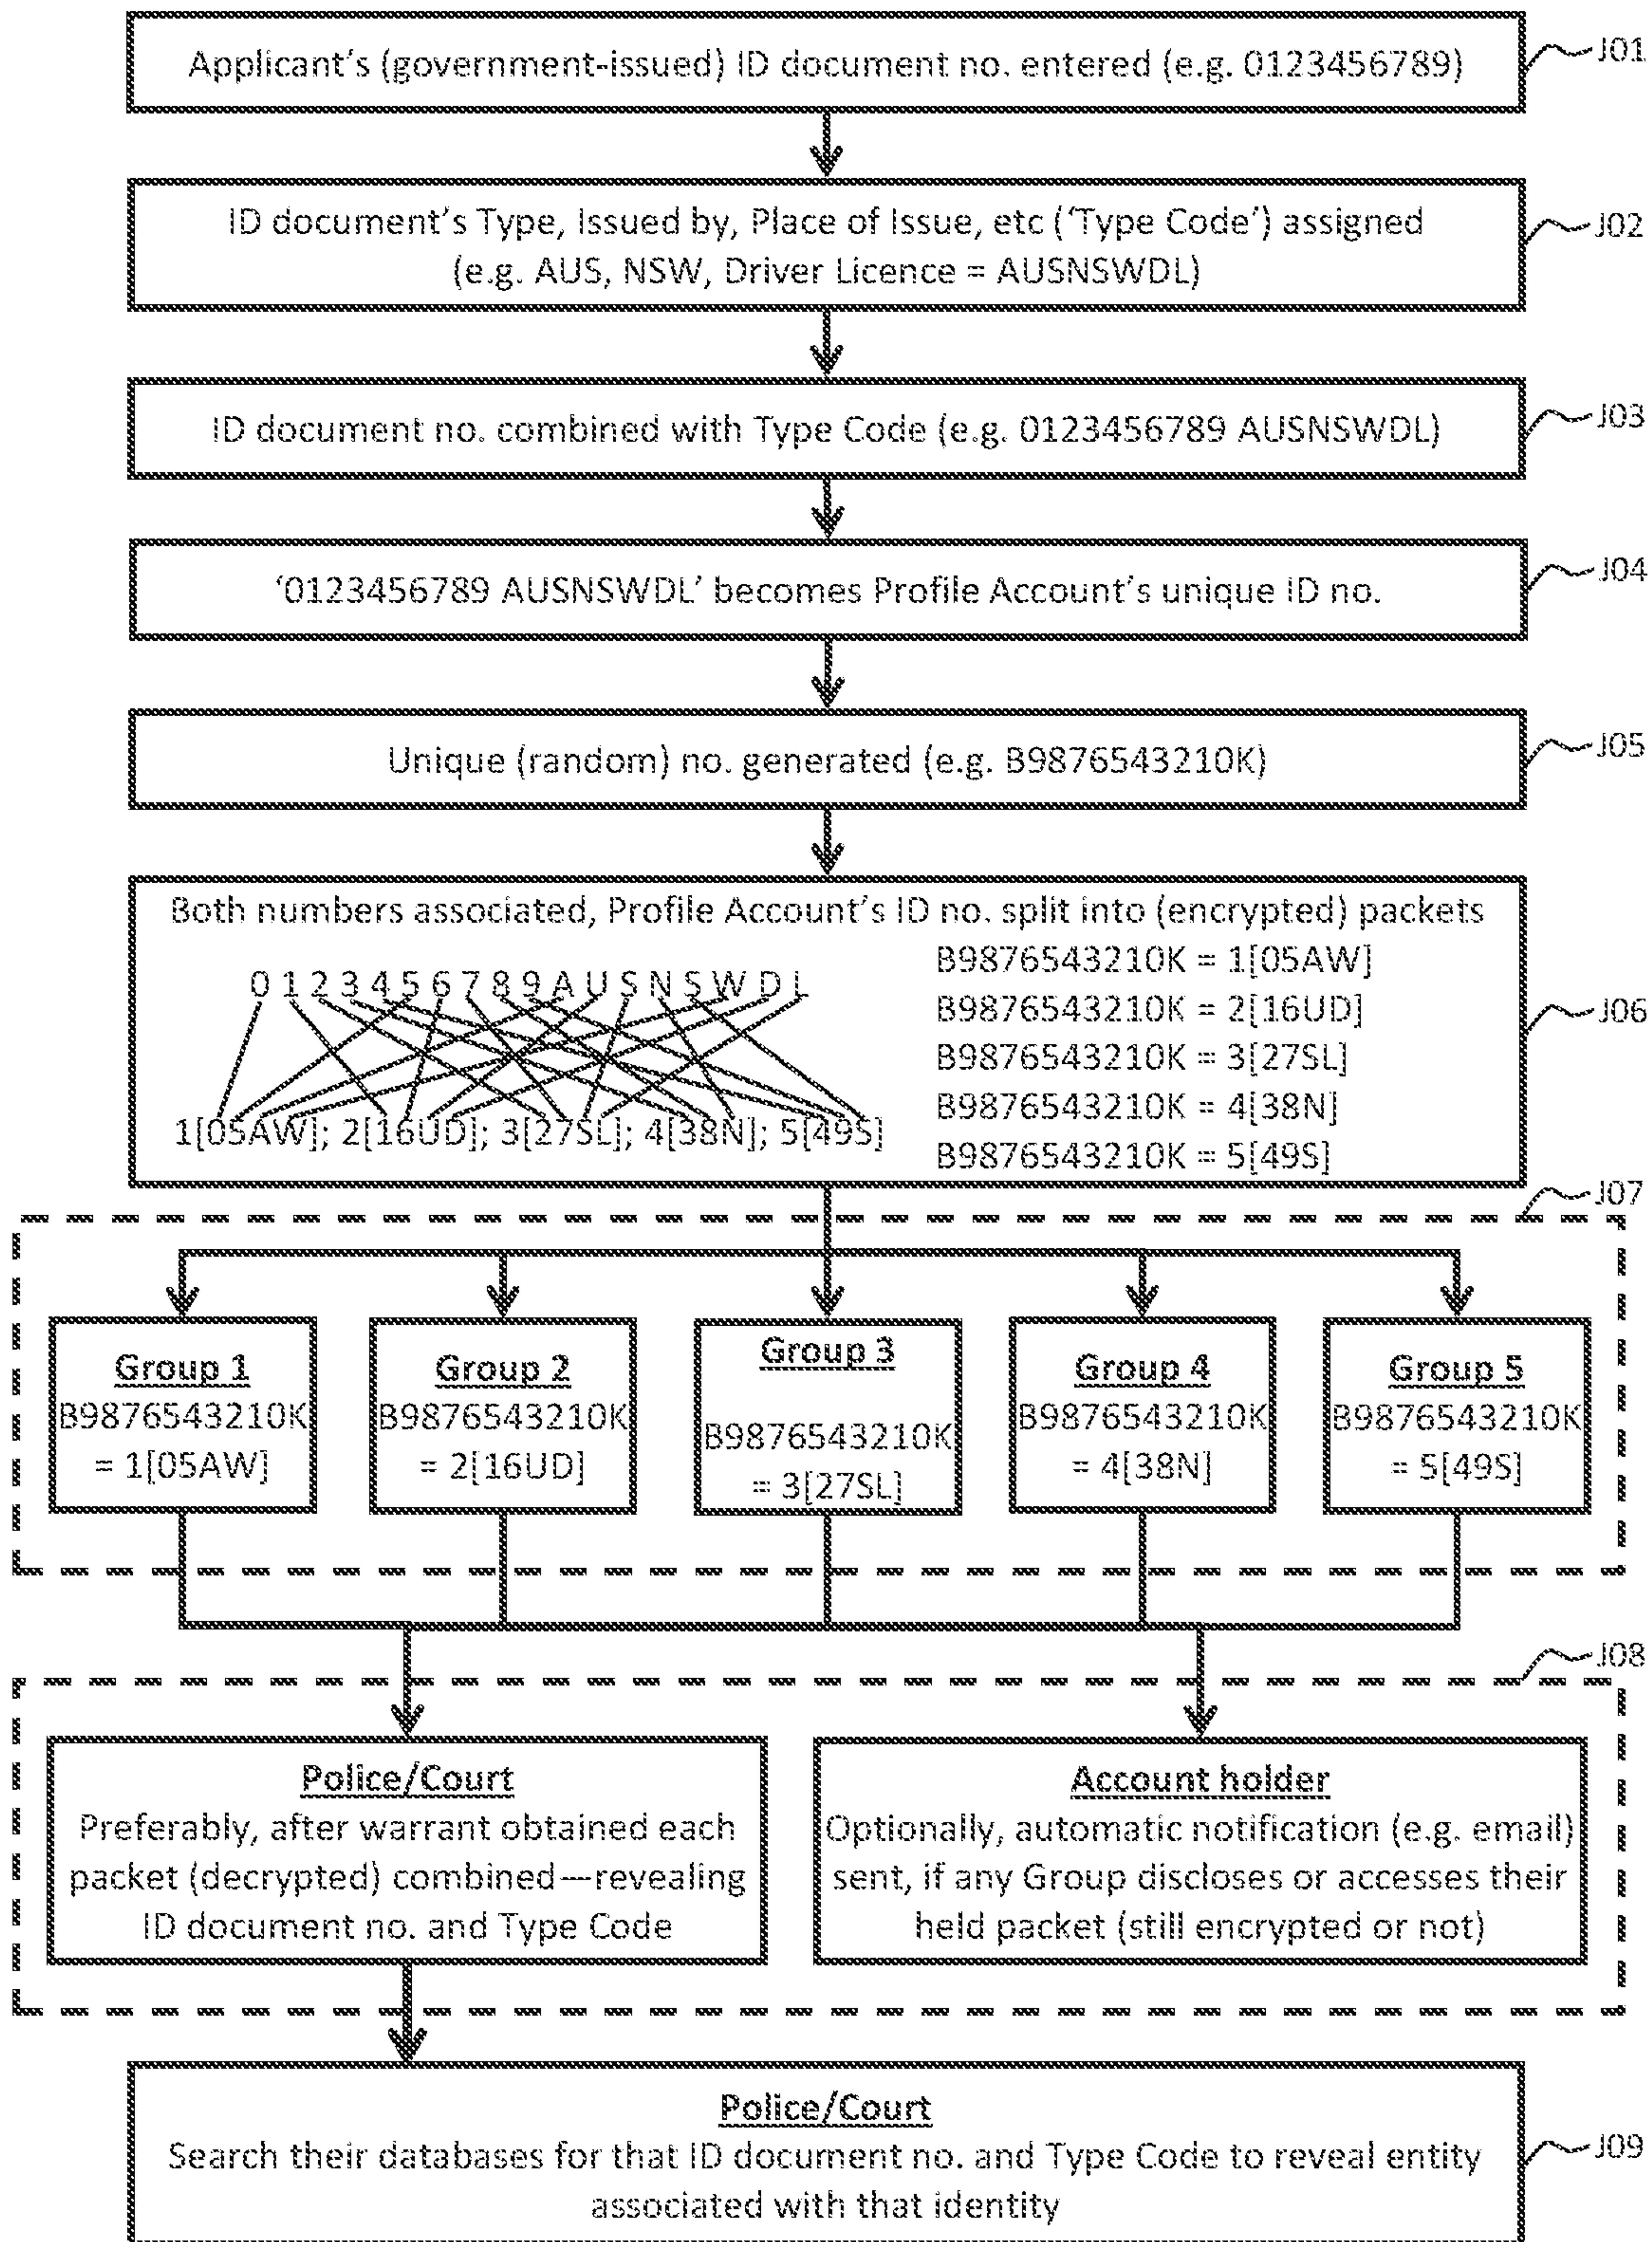 Applicant's (government-issued) ID document no. entered (e.g. 0123456789)
J01
ID document's Type, Issued by, Place of Issue, etc ('Type Code') assigned
(e.g. AUS, NSW, Driver Licence = AUSNSWDL)
J02
ID document no. combined with Type Code (e.g. 0123456789 AUSNSWDL)
J03
'0123456789 AUSNSWDL' becomes Profile Account's unique ID no.
J04
Unique (random) no. generated (e.g. B9876543210K)
J05
Both numbers associated, Profile Account's ID no. split into (encrypted) packets
0 1 2 3 4 5 6 7 8 9 A U S N S W D L
1[05AW]; 2[16UD]; 3[27SL]; 4[38N]; 5[49S]
B9876543210K = 1[05AW]
B9876543210K = 2[16UD]
B9876543210K = 3[27SL]
B9876543210K = 4[38N]
B9876543210K = 5[49S]
J06
J07
Group 1
B9876543210K
= 1[05AW]
Group 2
B9876543210K
= 2[16UD]
Group 3
B9876543210K
= 3[27SL]
Group 4
B9876543210K
= 4[38N]
Group 5
B9876543210K
= 5[49S]
J08
Police/Court
Preferably, after warrant obtained each
packet (decrypted) combined—revealing
ID document no. and Type Code
Account holder
Optionally, automatic notification (e.g. email)
sent, if any Group discloses or accesses their
held packet (still encrypted or not)
Police/Court
Search their databases for that ID document no. and Type Code to reveal entity
associated with that identity
J09